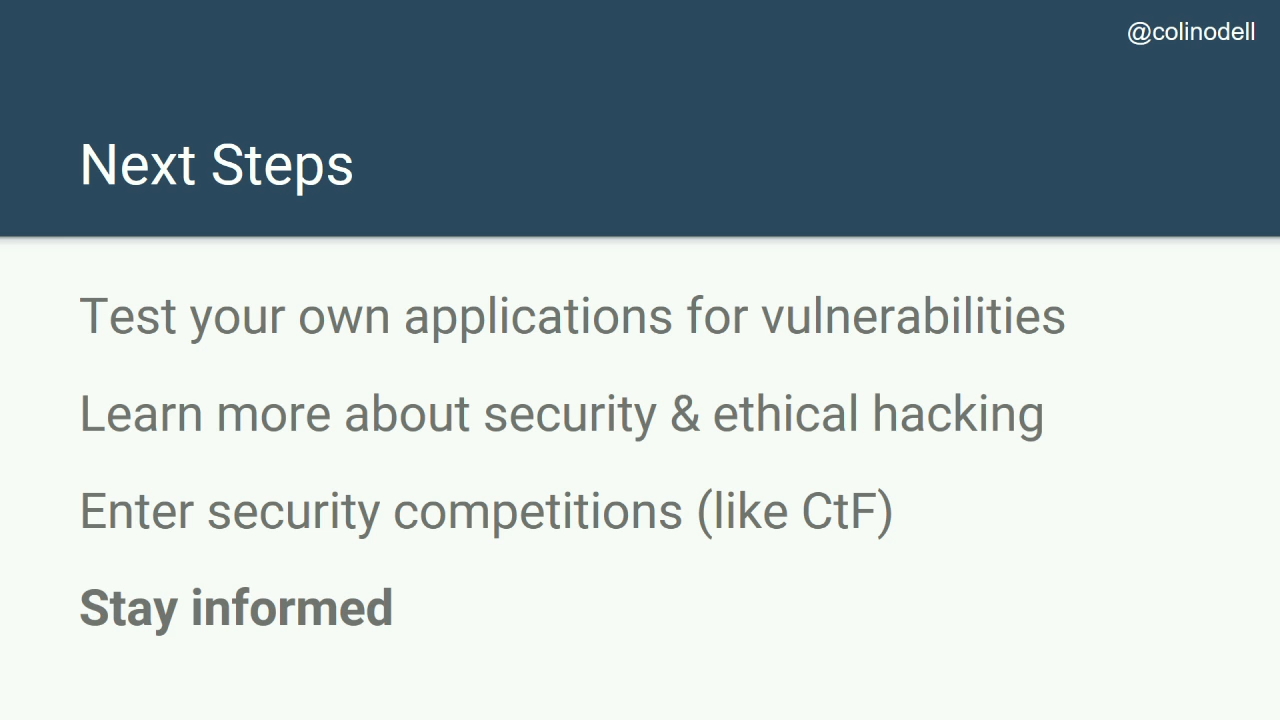 @colinodell
Next Steps
Test your own applications for vulnerabilities
Learn more about security & ethical hacking
Enter security competitions (like CtF)
Stay informed